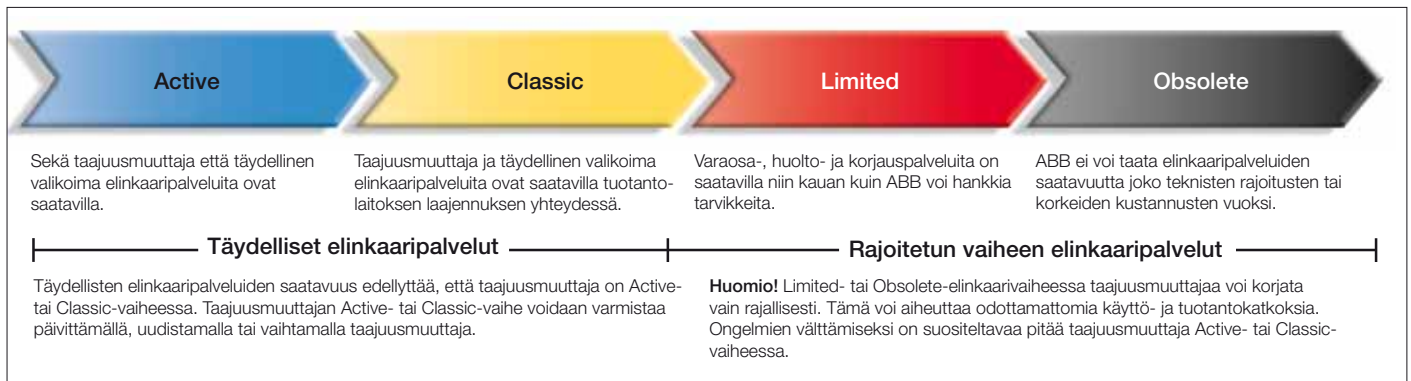 Active
Classic
Limited
Obsolete
Sekä taajuusmuuttaja että täydellinen
valikoima elinkaaripalveluita ovat
saatavilla.
Taajuusmuuttaja ja täydellinen valikoima
elinkaaripalveluita ovat saatavilla tuotanto-
laitoksen laajennuksen yhteydessä.
Varaosa-, huolto- ja korjauspalveluita on
saatavilla niin kauan kuin ABB voi hankkia
tarvikkeita.
ABB ei voi taata elinkaaripalveluiden
saatavuutta joko teknisten rajoitusten tai
korkeiden kustannusten vuoksi.
Täydelliset elinkaaripalvelut
Rajoitetun vaiheen elinkaaripalvelut
Täydellisten elinkaaripalveluiden saatavuus edellyttää, että taajuusmuuttaja on Active-
tai Classic-vaiheessa. Taajuusmuuttajan Active- tai Classic-vaihe voidaan varmistaa
päivittämällä, uudistamalla tai vaihtamalla taajuusmuuttaja.
Huomio! Limited- tai Obsolete-elinkaarivaiheessa taajuusmuuttajaa voi korjata
vain rajallisesti. Tämä voi aiheuttaa odottamattomia käyttö- ja tuotantokatkoksia.
Ongelmien välttämiseksi on suositeltavaa pitää taajuusmuuttaja Active- tai Classic-
vaiheessa.